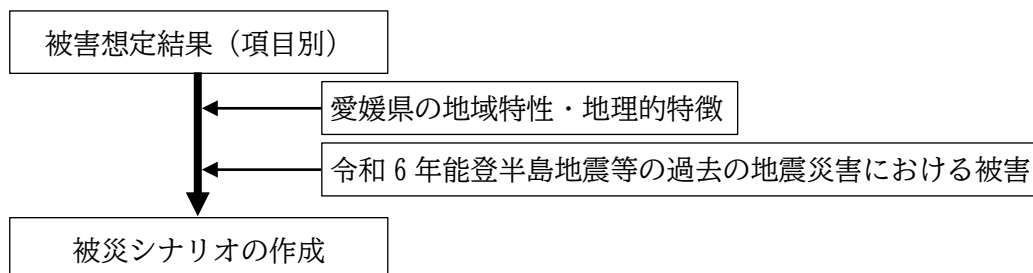 被害想定結果（項目別）
愛媛県の地域特性・地理的特徴
令和 6 年能登半島地震等の過去の地震災害における被害
被災シナリオの作成